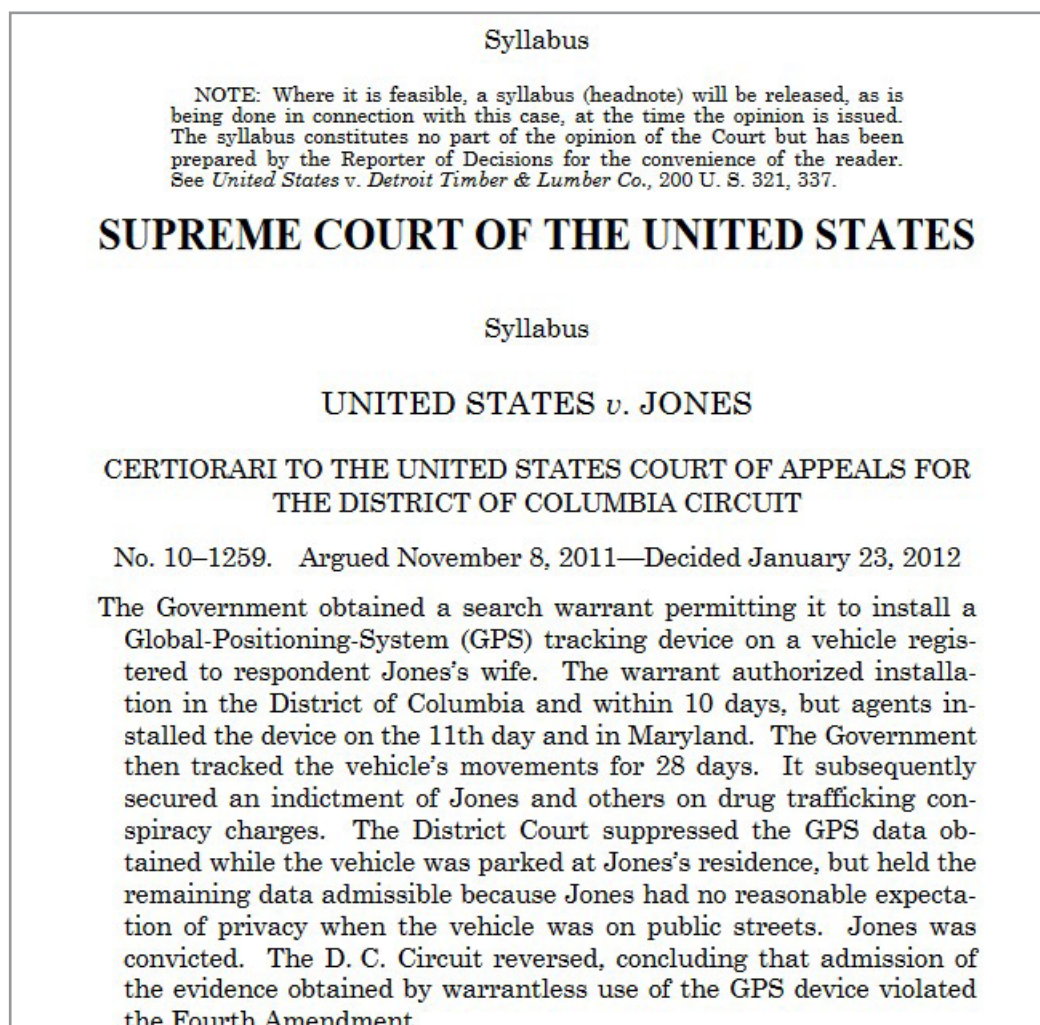 Syllabus
NOTE: Where it is feasible, a syllabus (headnote) will be released, as is
being done in connection with this case, at the time the opinion is issued.
The syllabus constitutes no part of the opinion of the Court but has been
prepared by the Reporter of Decisions for the convenience of the reader.
See United States v. Detroit Timber & Lumber Co., 200 U. S. 321, 337.
SUPREME COURT OF THE UNITED STATES
Syllabus
UNITED STATES v. JONES
CERTIORARI TO THE UNITED STATES COURT OF APPEALS FOR
THE DISTRICT OF COLUMBIA CIRCUIT
No. 10–1259. Argued November 8, 2011—Decided January 23, 2012
The Government obtained a search warrant permitting it to install a
Global-Positioning-System (GPS) tracking device on a vehicle regis-
tered to respondent Jones's wife. The warrant authorized installa-
tion in the District of Columbia and within 10 days, but agents in-
stalled the device on the 11th day and in Maryland. The Government
then tracked the vehicle's movements for 28 days. It subsequently
secured an indictment of Jones and others on drug trafficking con-
spiracy charges. The District Court suppressed the GPS data ob-
tained while the vehicle was parked at Jones's residence, but held the
remaining data admissible because Jones had no reasonable expecta-
tion of privacy when the vehicle was on public streets. Jones was
convicted. The D. C. Circuit reversed, concluding that admission of
the evidence obtained by warrantless use of the GPS device violated
the Fourth Amendment